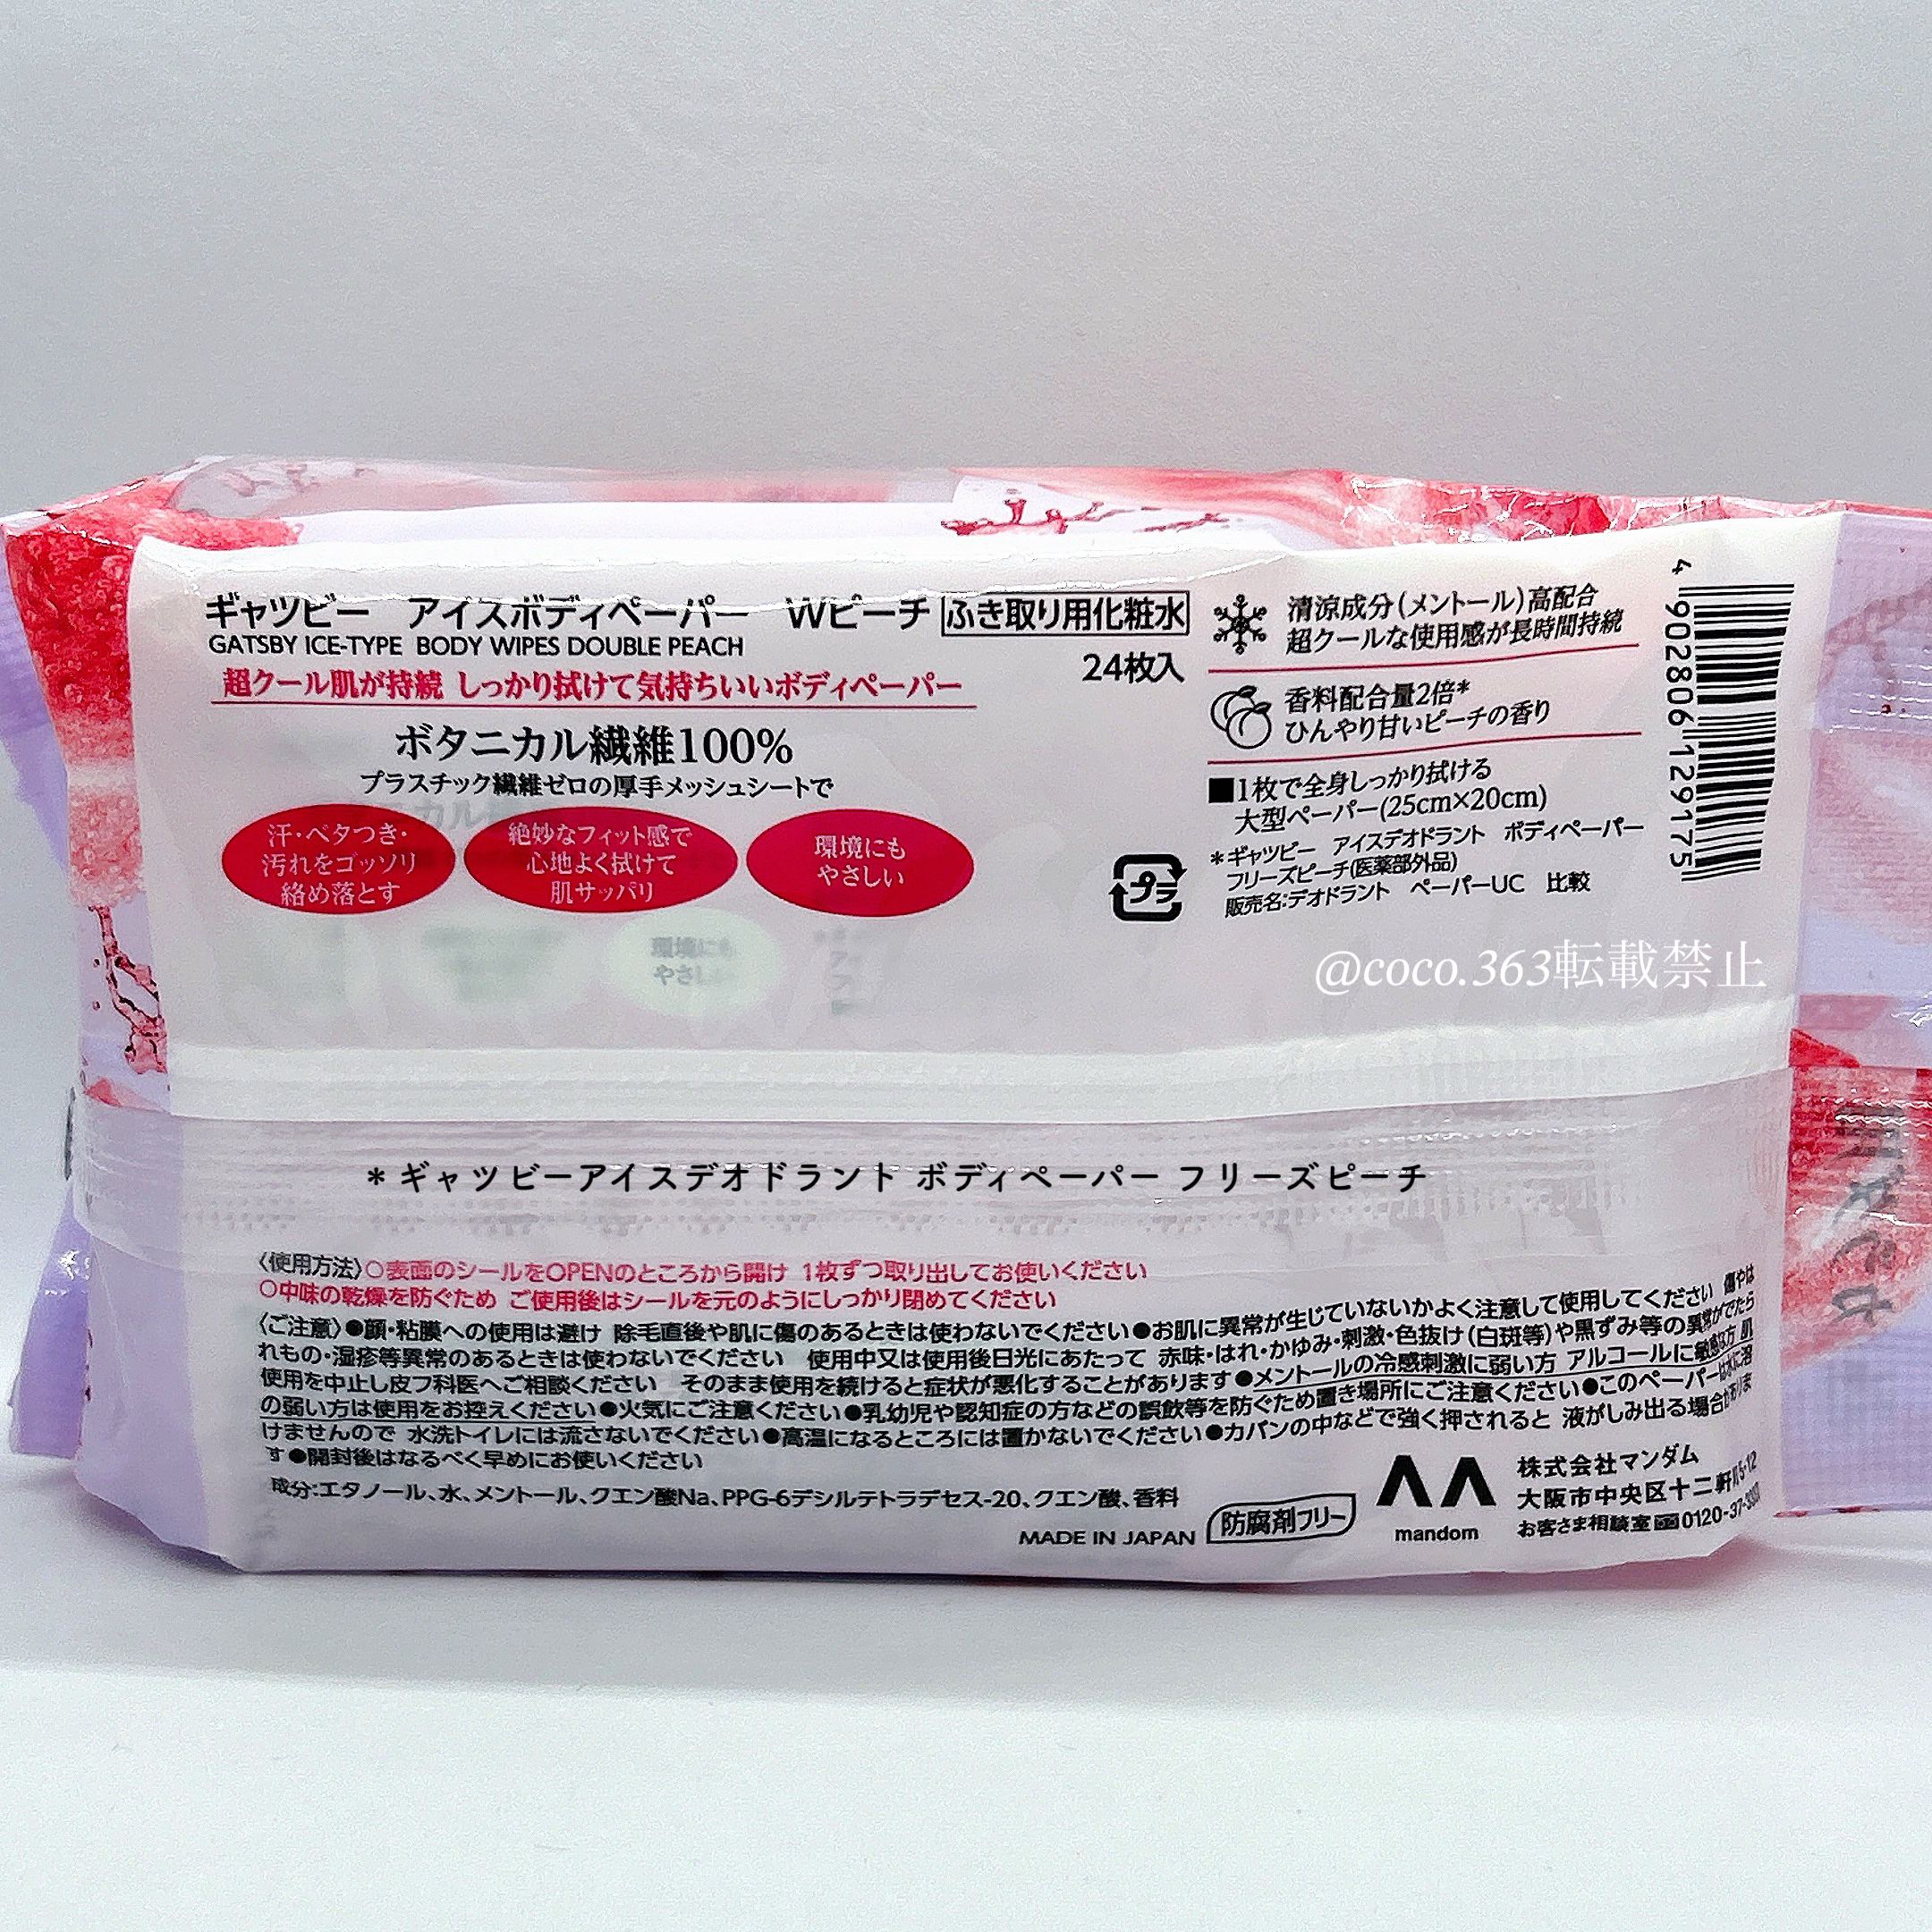 ギャツビー　アイスボディペーパー　Wピーチ ふき取り用化粧水
GATSBY ICE-TYPE BODY WIPES DOUBLE PEACH
24枚入
超クール肌が持続 しっかり拭けて気持ちいいボディペーパー
ボタニカル繊維100%
プラスチック繊維ゼロの厚手メッシュシートで
汗・ベタつき・
汚れをゴッソリ
絡め落とす
絶妙なフィット感で
心地よく拭けて
肌サッパリ
環境にも
やさしい
清涼成分(メントール)高配合
超クールな使用感が長時間持続
香料配合量2倍*
ひんやり甘いピーチの香り
■1枚で全身しっかり拭ける
大型ペーパー(25cm×20cm)
*ギャツビー　アイスデオドラント　ボディペーパー
フリーズピーチ(医薬部外品)
販売名:デオドラント　ペーパーUC　比較
プラ
4 902806 129175
環境にも
@coco.363転載禁止
*ギャツビーアイスデオドラント ボディペーパー フリーズピーチ
〈使用方法〉○表面のシールをOPENのところから開け 1枚ずつ取り出してお使いください
○中味の乾燥を防ぐため ご使用後はシールを元のようにしっかり閉めてください
〈ご注意〉●顔・粘膜への使用は避け 除毛直後や肌に傷のあるときは使わないでください●お肌に異常が生じていないかよく注意して使用してください 傷やは
れもの・湿疹等異常のあるときは使わないでください　使用中又は使用後日光にあたって 赤味・はれ・かゆみ・刺激・色抜け(白斑等)や黒ずみ等の異常がでたら
使用を中止し皮フ科医へご相談ください　そのまま使用を続けると症状が悪化することがあります●メントールの冷感刺激に弱い方 アルコールに敏感な方 肌
の弱い方は使用をお控えください●火気にご注意ください●乳幼児や認知症の方などの誤飲等を防ぐため置き場所にご注意ください●このペーパーは水に溶
けませんので 水洗トイレには流さないでください●高温になるところには置かないでください●カバンの中などで強く押されると 液がしみ出る場合がありま
す●開封後はなるべく早めにお使いください
成分:エタノール、水、メントール、クエン酸Na、PPG-6デシルテトラデセス-20、クエン酸、香料
MADE IN JAPAN
防腐剤フリー
mandom
株式会社マンダム
大阪市中央区十二軒町5-12
お客さま相談室 0120-37-